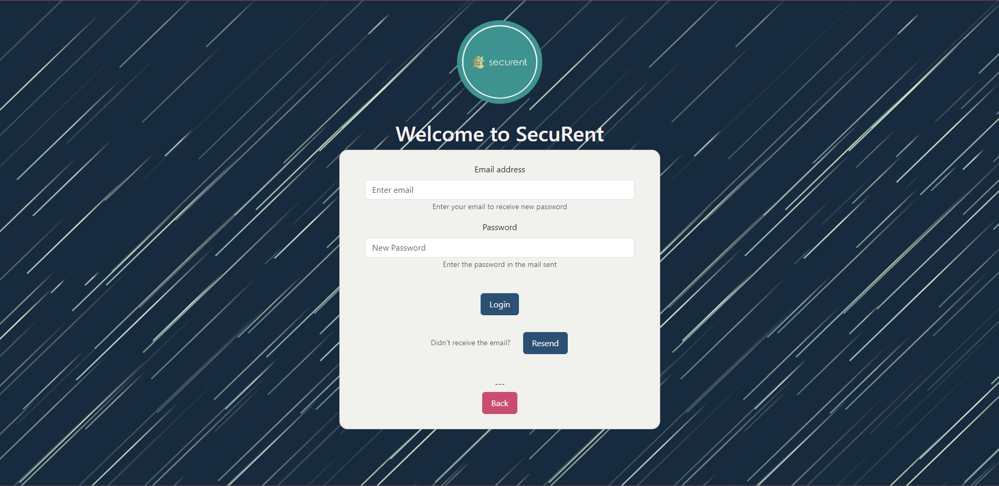 securent
Welcome to SecuRent
Email address
Enter email
Enter your email to receive new password
Password
New Password
Enter the password in the mail sent
Login
Didn't receive the email? Resend
---
Back